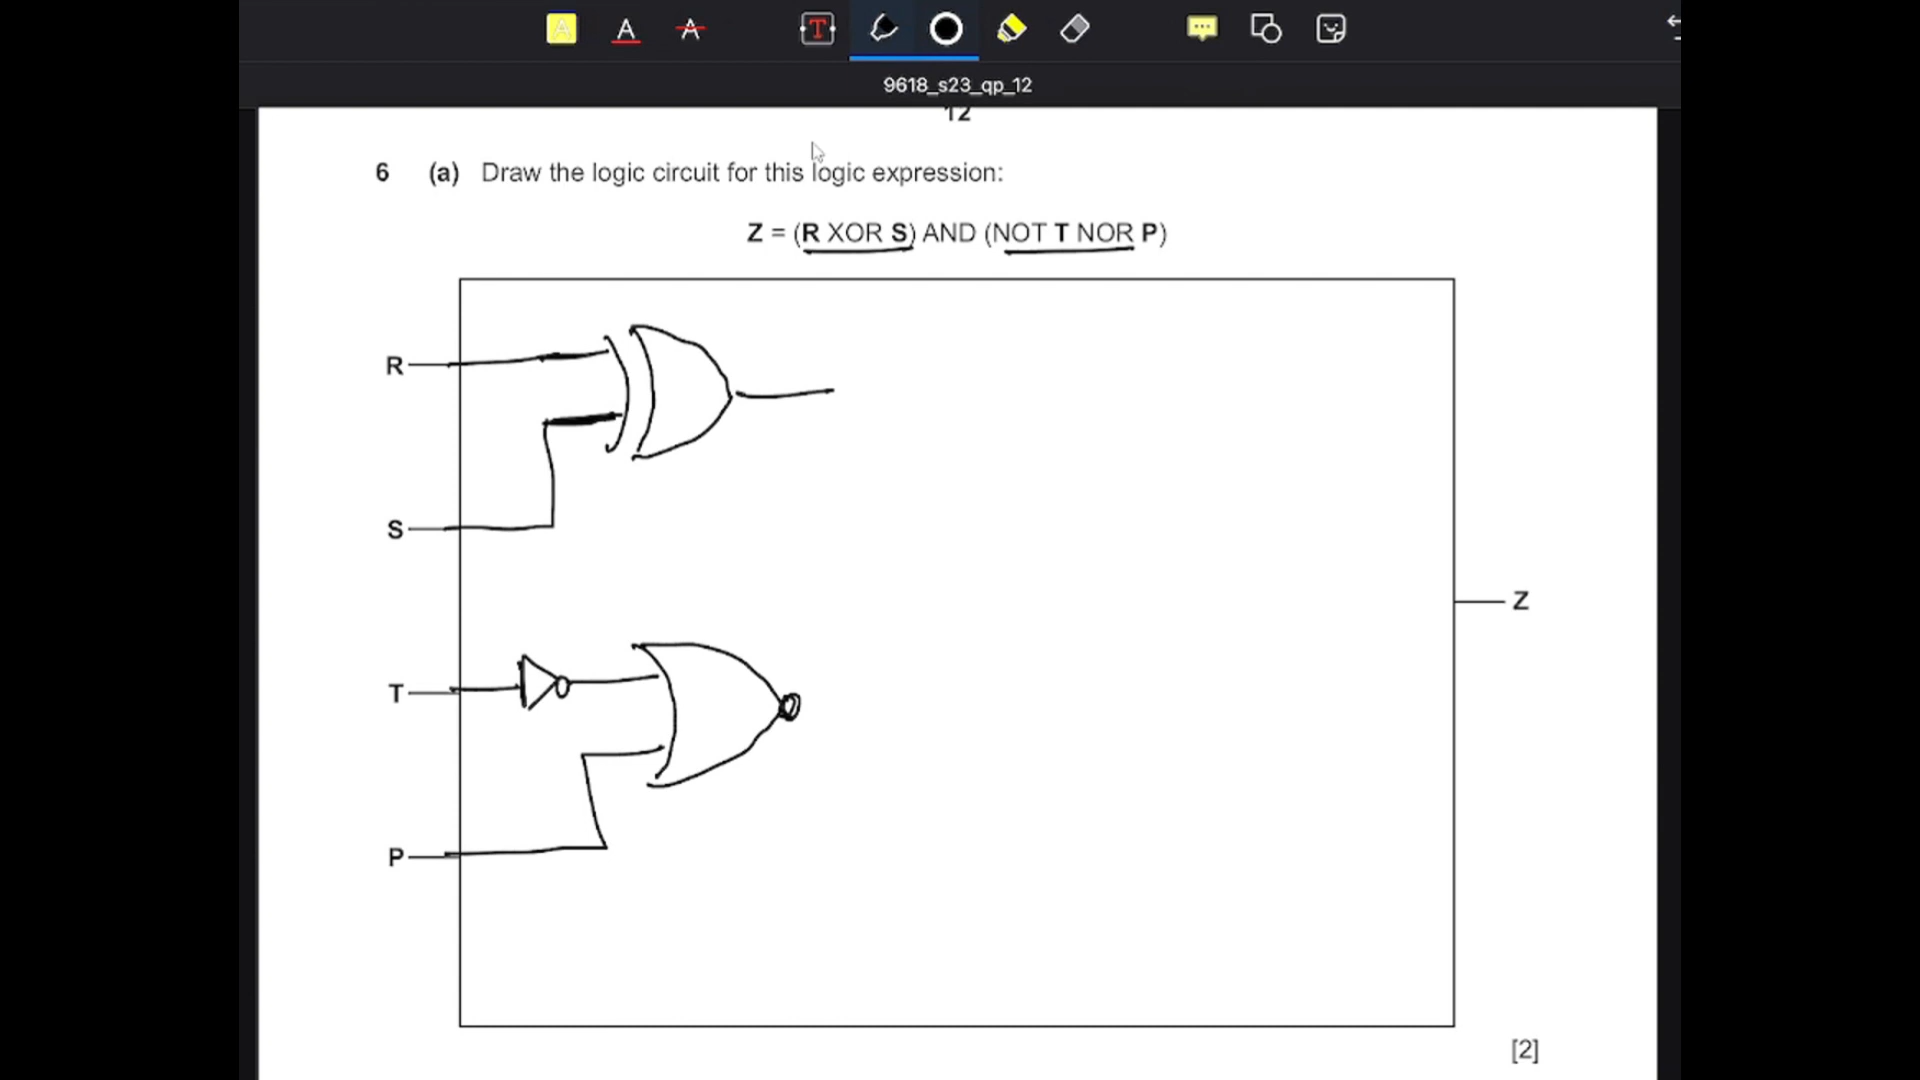 A A A T
9618_s23_qp_12
12
6 (a) Draw the logic circuit for this logic expression:
Z = (R XOR S) AND (NOT T NOR P)
R
S
Z
T
P
[2]